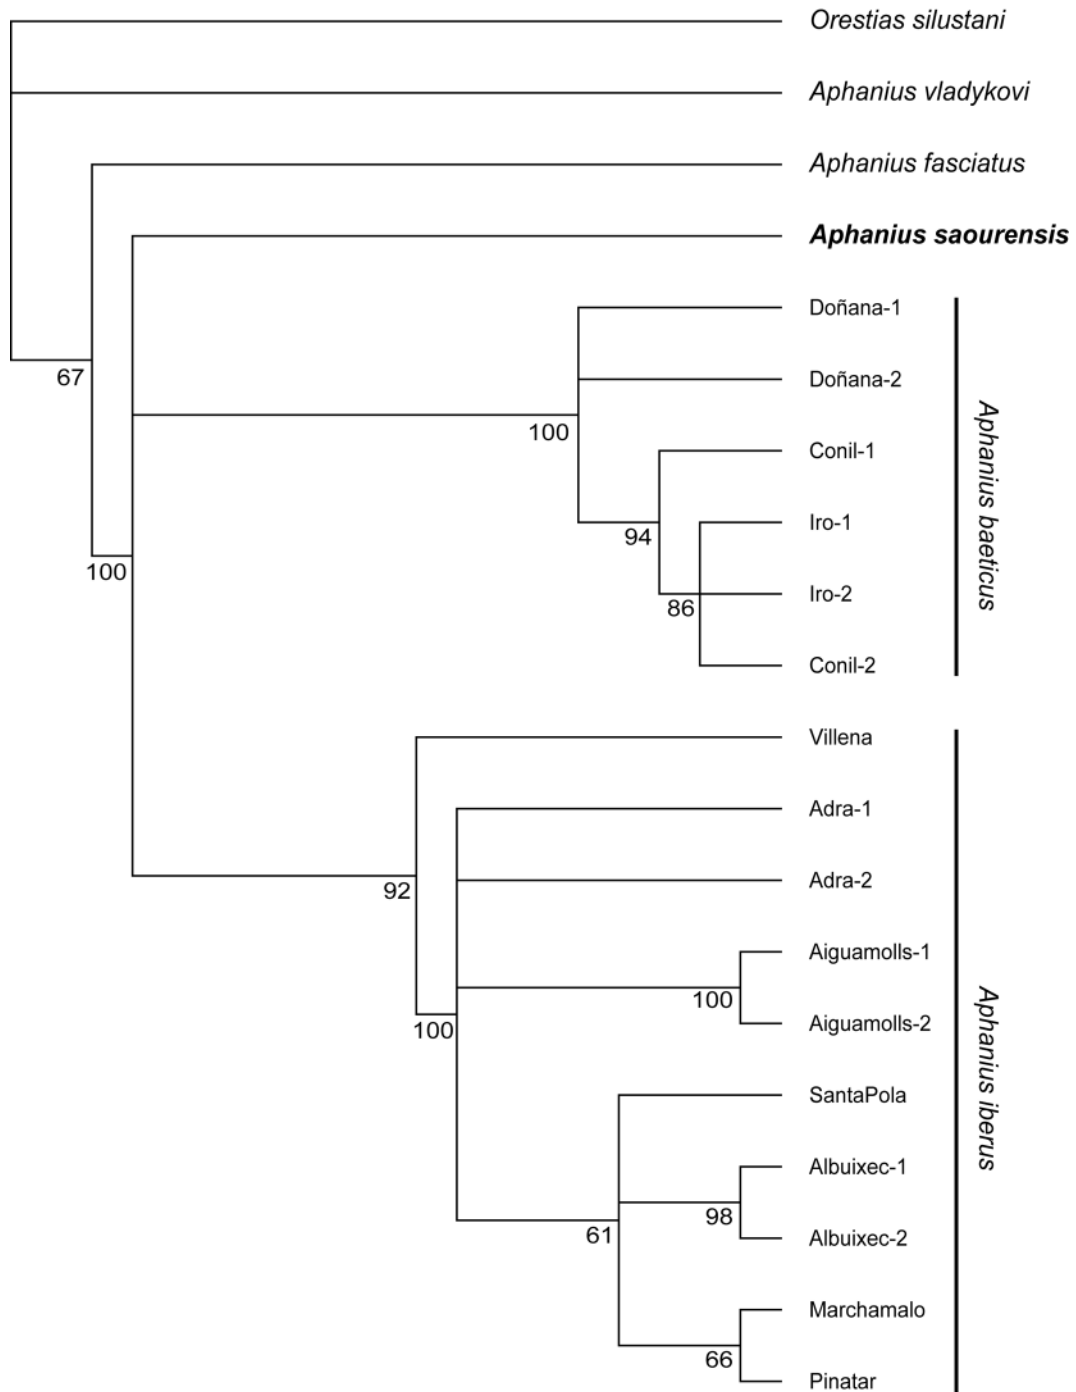 Orestias silustani
Aphanius vladykovi
Aphanius fasciatus
Aphanius saourensis
Doñana-1
Doñana-2
Conil-1
Iro-1
Iro-2
Conil-2
Aphanius baeticus
Villena
Adra-1
Adra-2
Aiguamolls-1
Aiguamolls-2
SantaPola
Albuixec-1
Albuixec-2
Marchamalo
Pinatar
Aphanius iberus
67
100
100
94
86
92
100
100
61
98
66